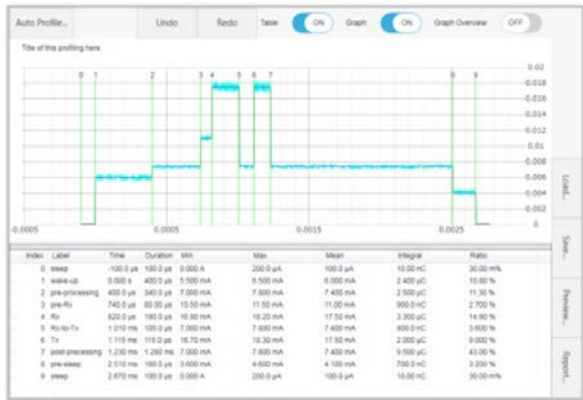 Auto Profile... Undo Redo Table ON Graph ON Graph Overview: OFF
Title of this profiling here.
0.02
0 1 2 3 4 5 6 7 8 9
0.018
0.016
0.014
0.012
0.01
0.008
0.006
0.004
0.002
0
-0.0005 0.0005 0.0015 0.0025
Load...
Save...
Preview...
Report...
Index Label Time Duration Min Max Mean Integral Ratio
0 sleep -100.0 µs 100.0 µs 0.000 A 200.0 µA 100.0 µA 10.00 nC 30.00 m%
1 wake-up 0.000 s 400.0 µs 5.500 mA 6.500 mA 6.000 mA 2.400 µC 10.80 %
2 pre-processing 400.0 µs 340.0 µs 7.000 mA 7.800 mA 7.400 mA 2.500 µC 11.30 %
3 pre-Rx 740.0 µs 80.00 µs 10.50 mA 11.50 mA 11.00 mA 900.0 nC 2.700 %
4 Rx 820.0 µs 190.0 µs 16.80 mA 18.20 mA 17.50 mA 3.300 µC 14.90 %
5 Rx-to-Tx 1.010 ms 105.0 µs 7.000 mA 7.800 mA 7.400 mA 800.0 nC 3.600 %
6 Tx 1.115 ms 115.0 µs 16.70 mA 18.30 mA 17.50 mA 2.000 µC 9.000 %
7 post-processing 1.230 ms 1.280 ms 7.000 mA 7.800 mA 7.400 mA 9.500 µC 43.00 %
8 pre-sleep 2.510 ms 160.0 µs 3.600 mA 4.600 mA 4.100 mA 700.0 nC 3.200 %
9 sleep 2.670 ms 100.0 µs 0.000 A 200.0 µA 100.0 µA 10.00 nC 30.00 m%